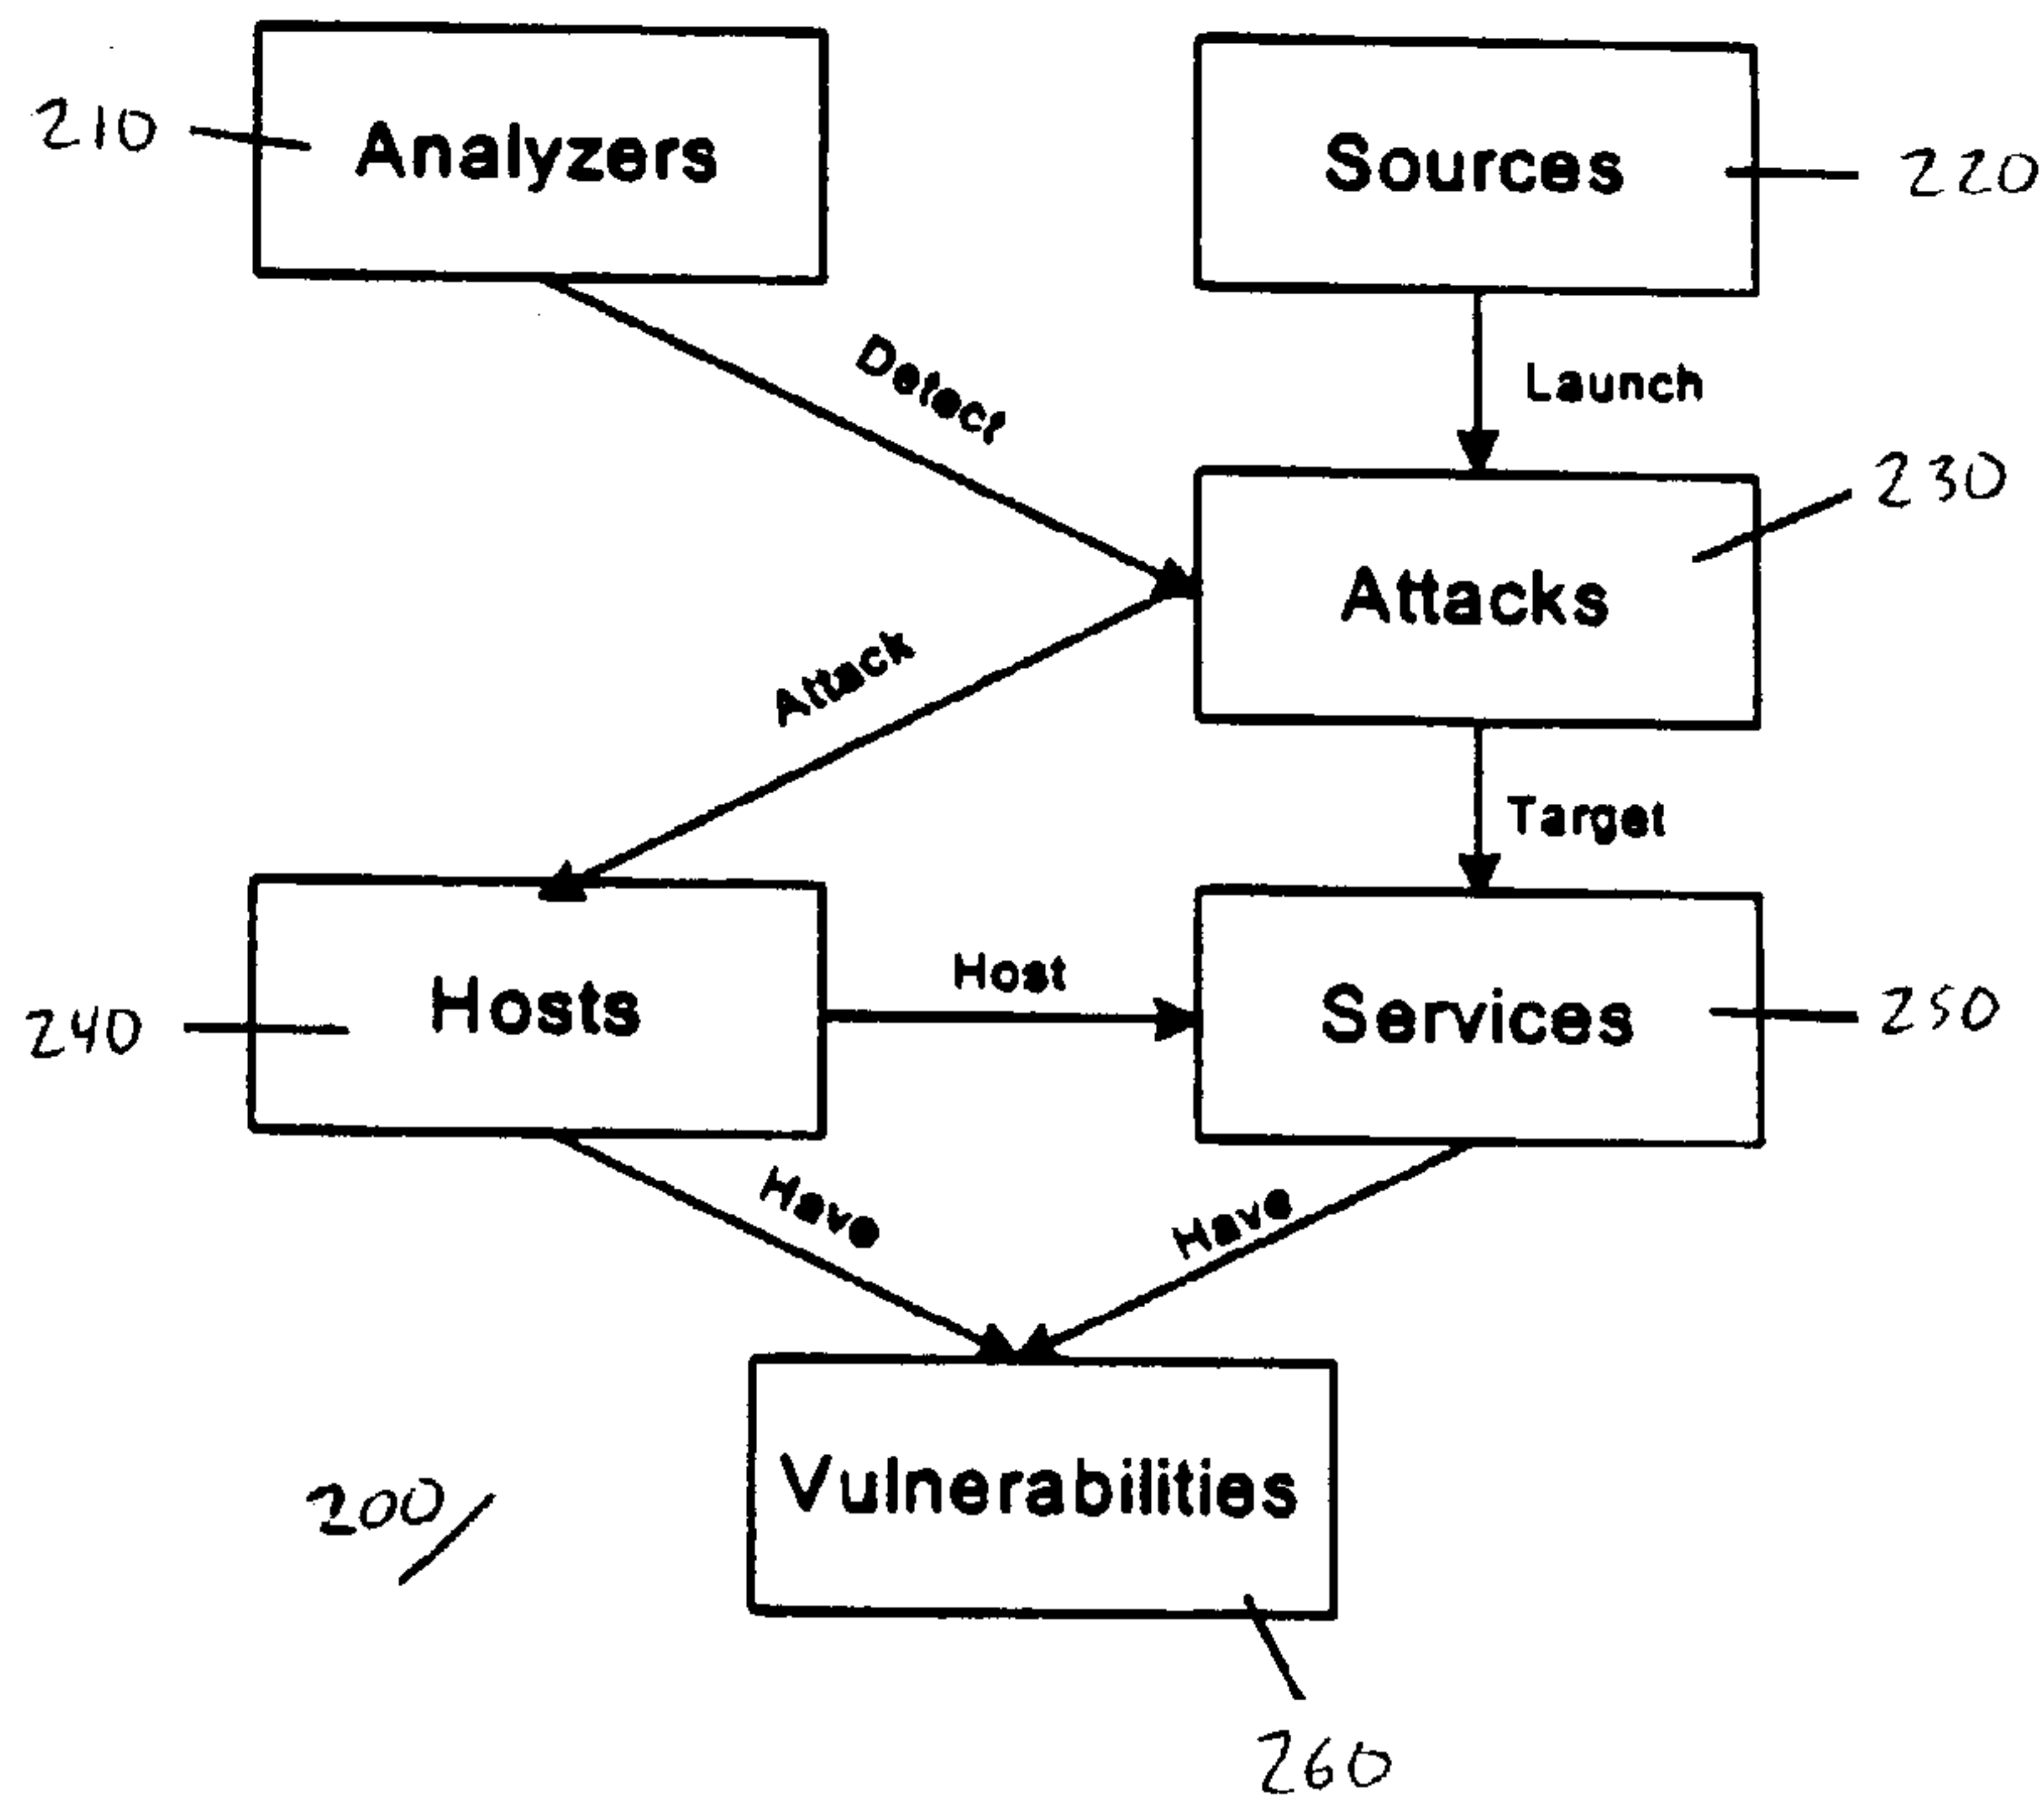 210
Analyzers
Sources
220
Detect
Launch
230
Attacks
Attack
Target
240
Hosts
Host
Services
250
Have
Have
Vulnerabilities
200
260